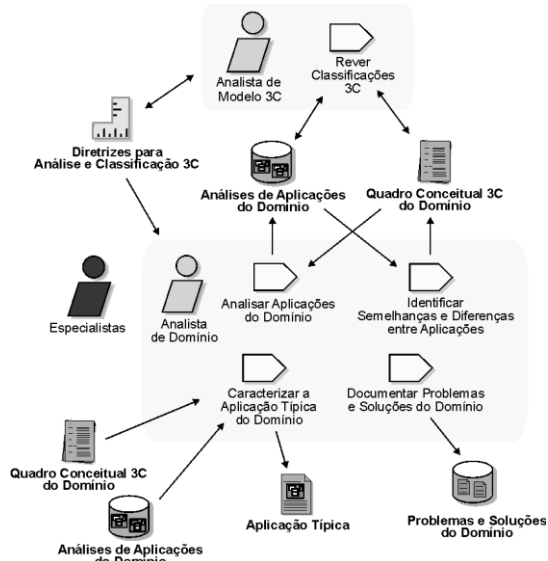 Analista de
Modelo 3C
Rever
Classificações
3C
Diretrizes para
Análise e Classificação 3C
Análises de Aplicações
do Domínio
Quadro Conceitual 3C
do Domínio
Especialistas
Analista
de Domínio
Analisar Aplicações
do Domínio
Identificar
Semelhanças e Diferenças
entre Aplicações
Caracterizar a
Aplicação Típica
do Domínio
Documentar Problemas
e Soluções do Domínio
Quadro Conceitual 3C
do Domínio
Análises de Aplicações
do Domínio
Aplicação Típica
Problemas e Soluções
do Domínio